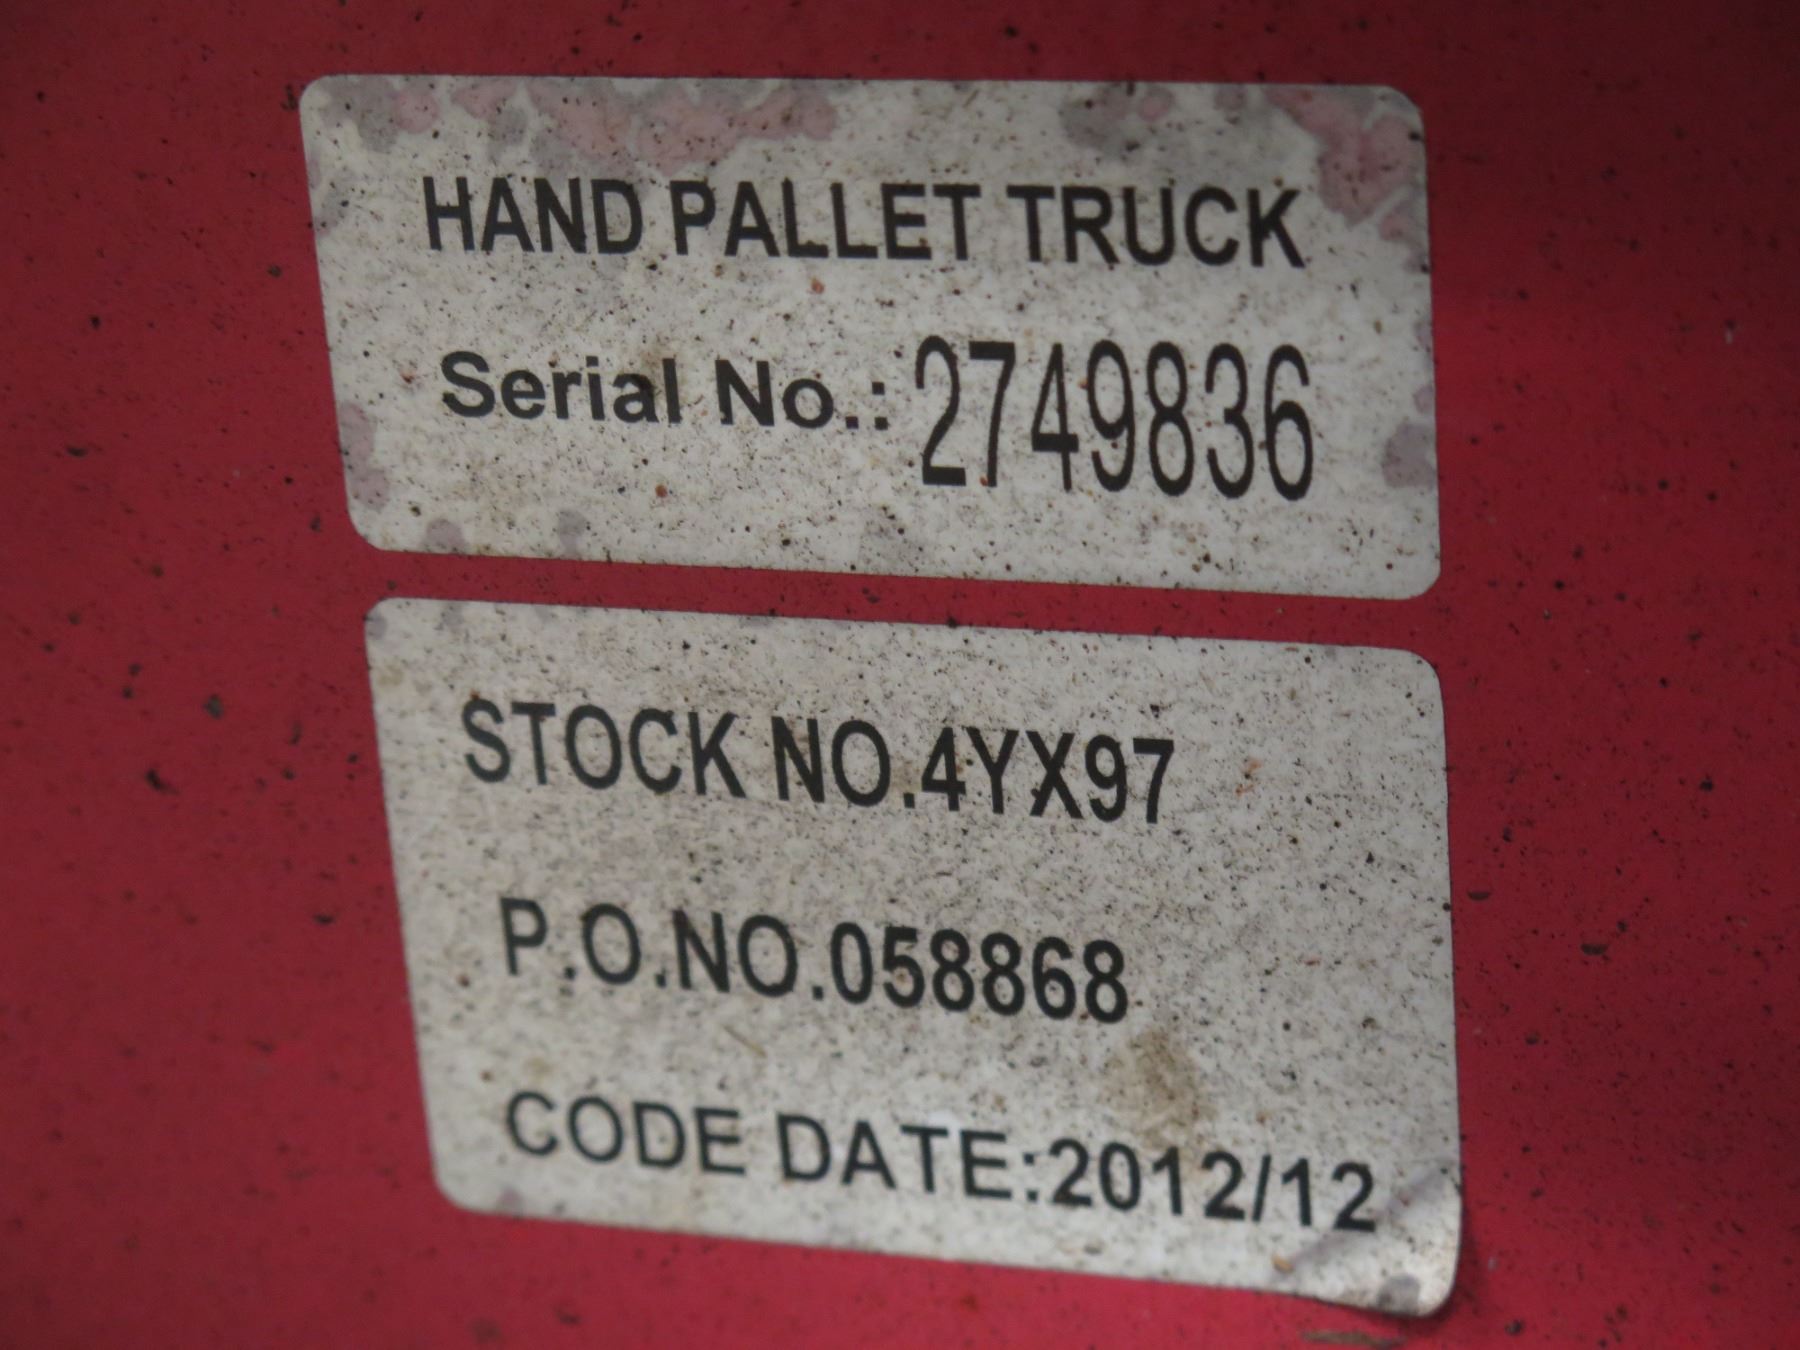 HAND PALLET TRUCK
Serial No.: 2749836
STOCK NO.4YX97
P.O.NO.058868
CODE DATE:2012/12